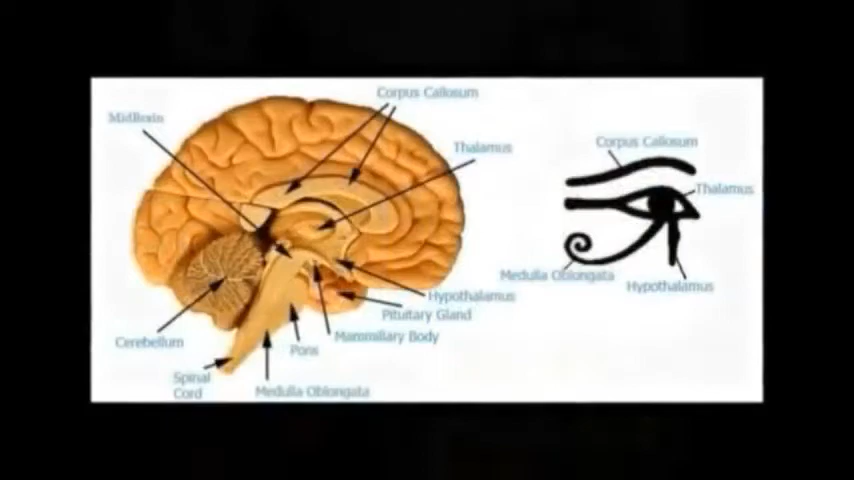 Corpus Callosum
MidBrain
Thalamus
Hypothalamus
Pituitary Gland
Mammiliary Body
Cerebellum
Pons
Spinal
Cord
Medulla Oblongata
Corpus Callosum
Thalamus
Medulla Oblongata
Hypothalamus